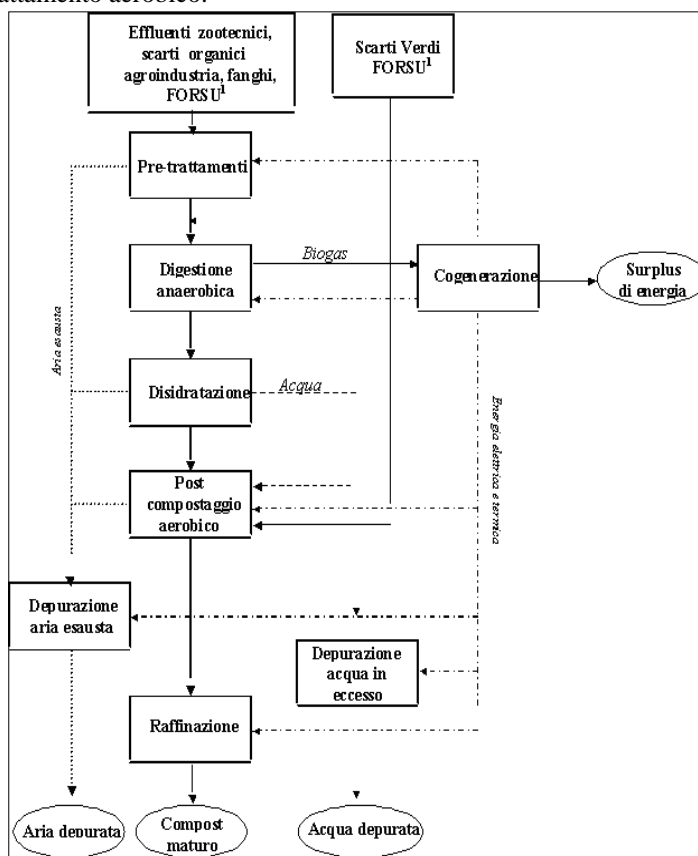 attamento aerobico.
Effluenti zootecnici,
scarti organici
agroindustria, fanghi,
FORSU¹
Scarti Verdi
FORSU¹
Pre-trattamenti
Biogas
Digestione
anaerobica
Cogenerazione
Surplus
di energia
Aria esausta
Disidratazione
Acqua
Energia elettrica e termica
Post
compostaggio
aerobico
Depurazione
aria esausta
Depurazione
acqua in
eccesso
Raffinazione
Aria depurata
Compost
maturo
Acqua depurata